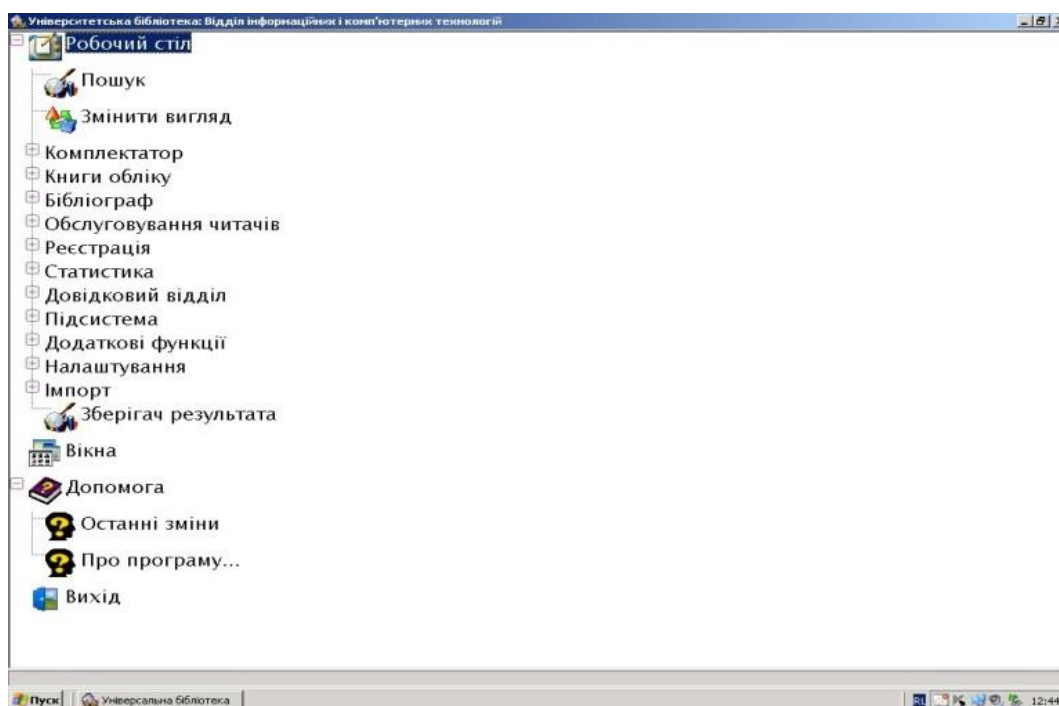 Університетська бібліотека: Відділ інформаційних і комп'ютерних технологій
Робочий стіл
Пошук
Змінити вигляд
Комплектатор
Книги обліку
Бібліограф
Обслуговування читачів
Реєстрація
Статистика
Довідковий відділ
Підсистема
Додаткові функції
Налаштування
Імпорт
Зберігач результата
Вікна
Допомога
Останні зміни
Про програму...
Вихід
Пуск Універсальна бібліотека 12:44